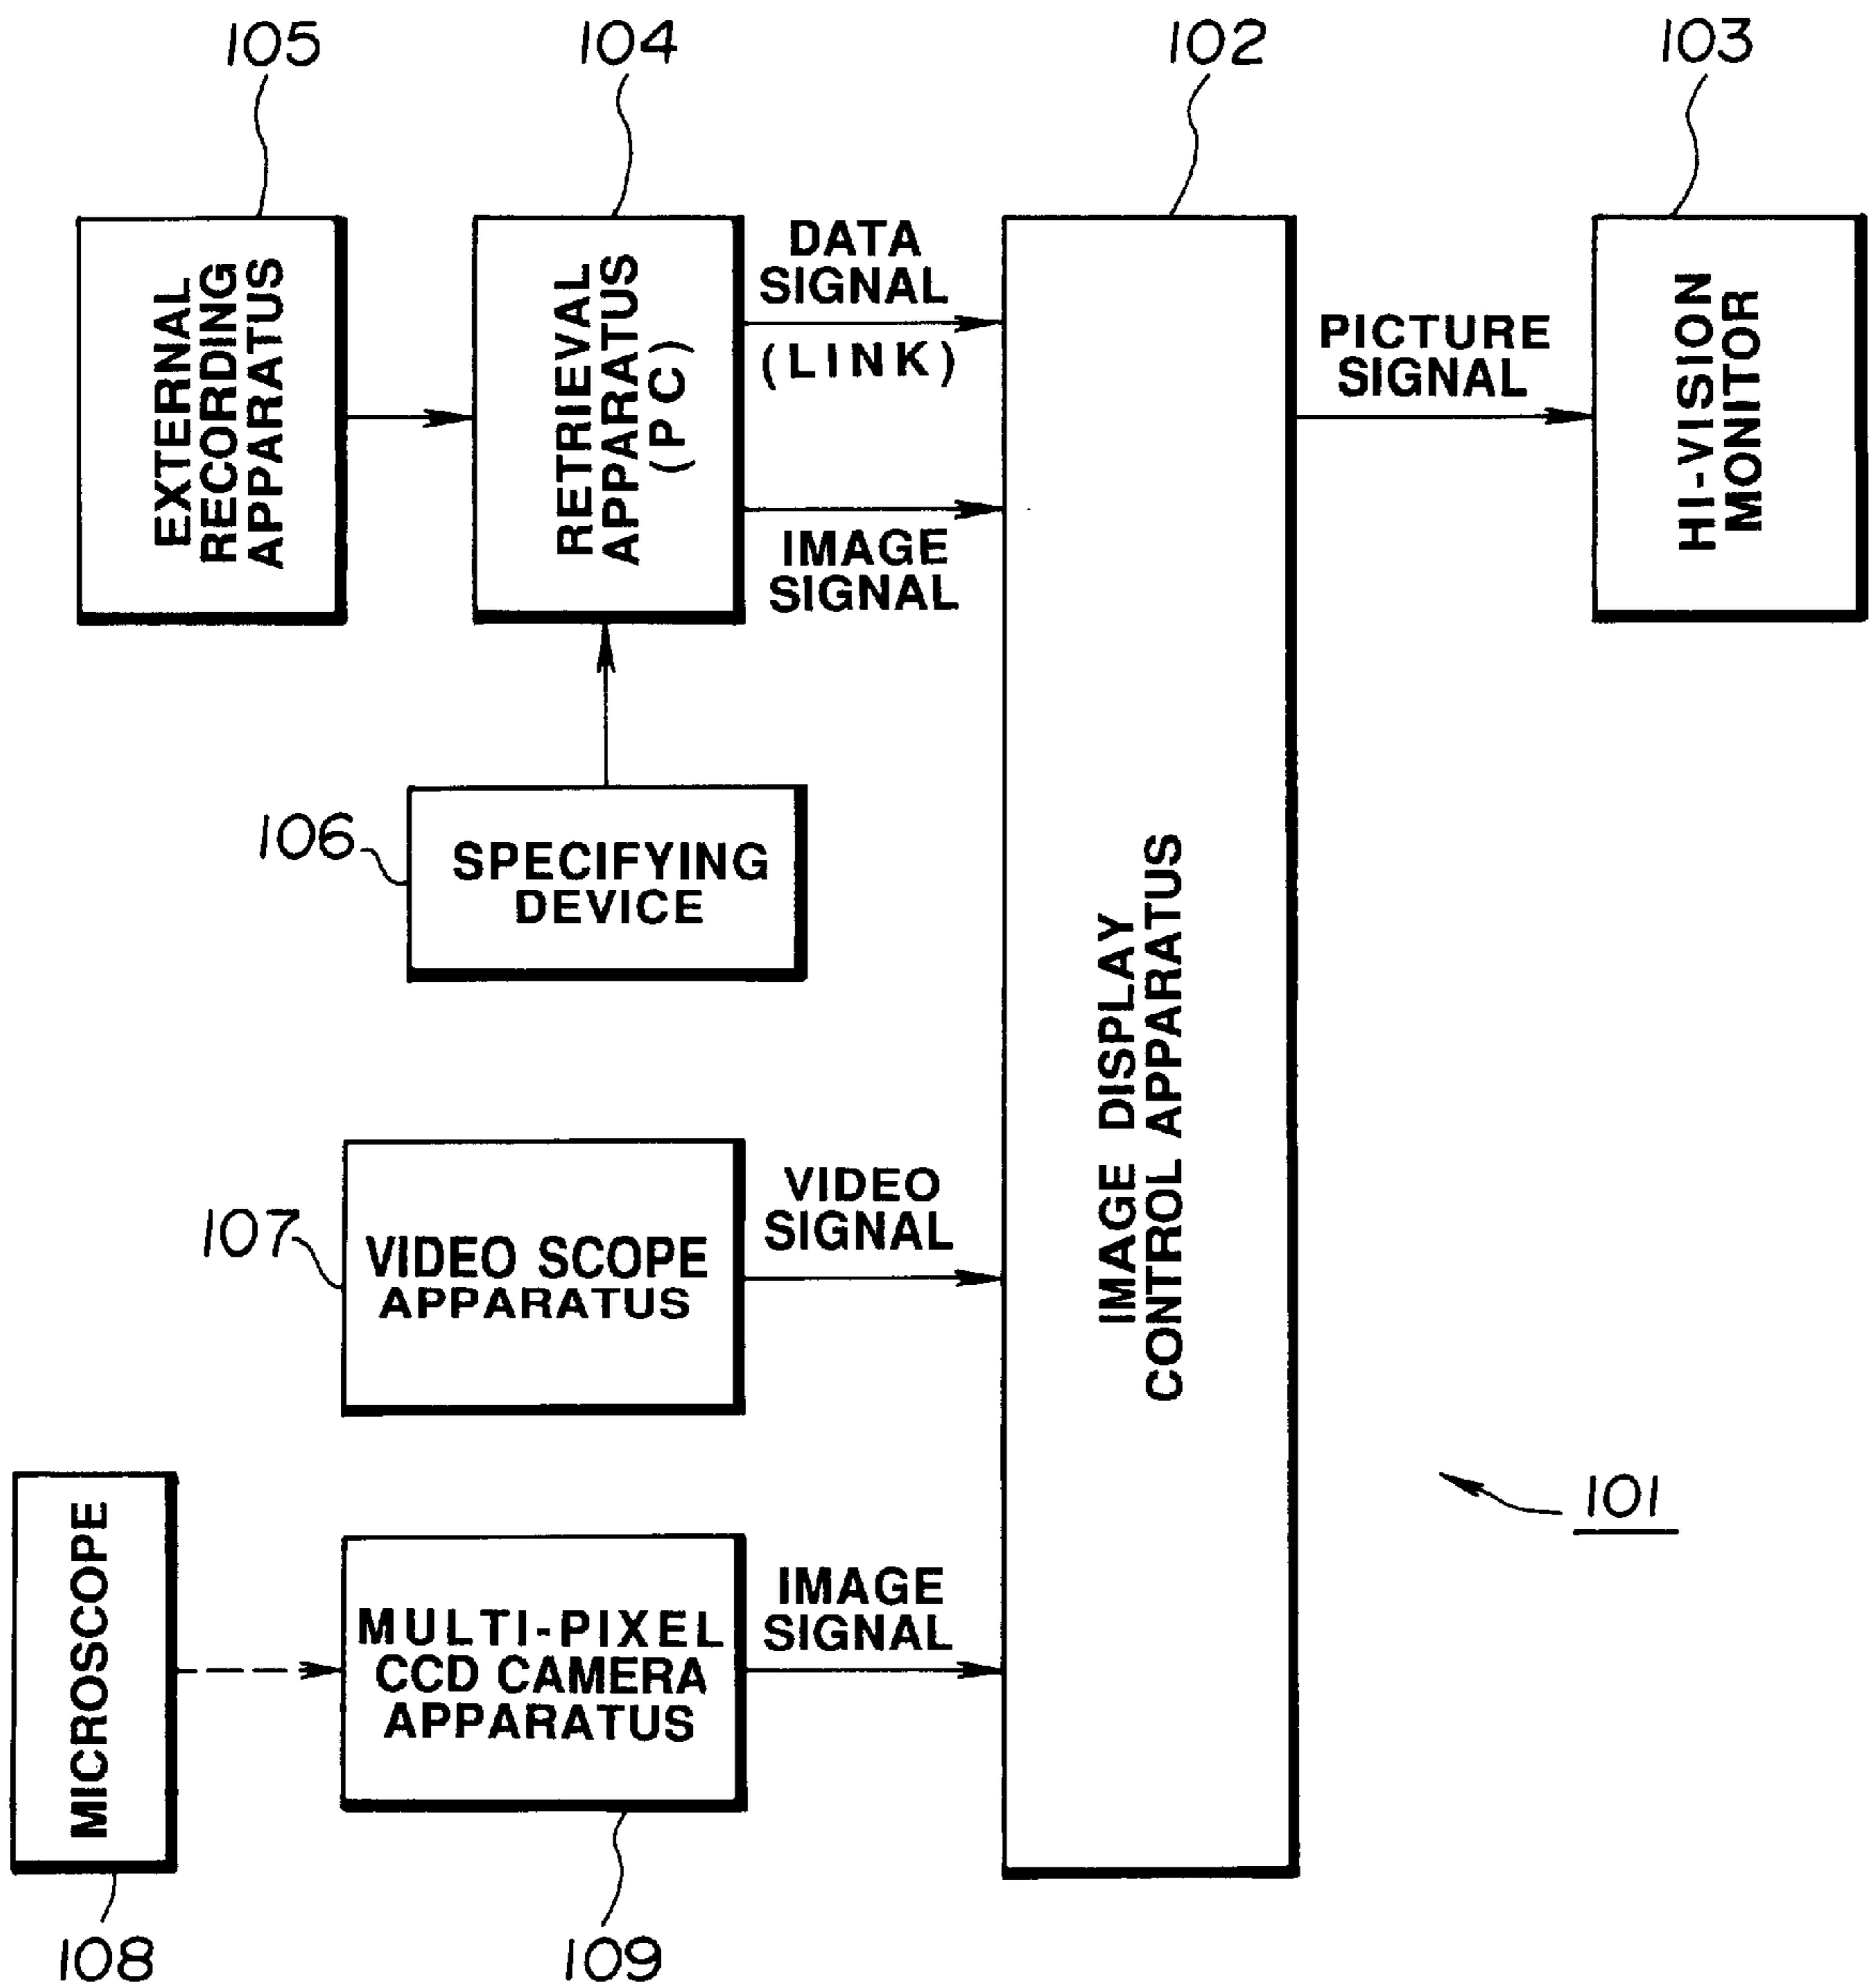 105
104
102
103
EXTERNAL
RECORDING
APPARATUS
RETRIEVAL
APPARATUS
(PC)
DATA
SIGNAL
(LINK)
IMAGE
SIGNAL
PICTURE
SIGNAL
HI-VISION
MONITOR
106
SPECIFYING
DEVICE
IMAGE DISPLAY
CONTROL APPARATUS
107
VIDEO SCOPE
APPARATUS
VIDEO
SIGNAL
101
MICROSCOPE
MULTI-PIXEL
CCD CAMERA
APPARATUS
IMAGE
SIGNAL
108
109